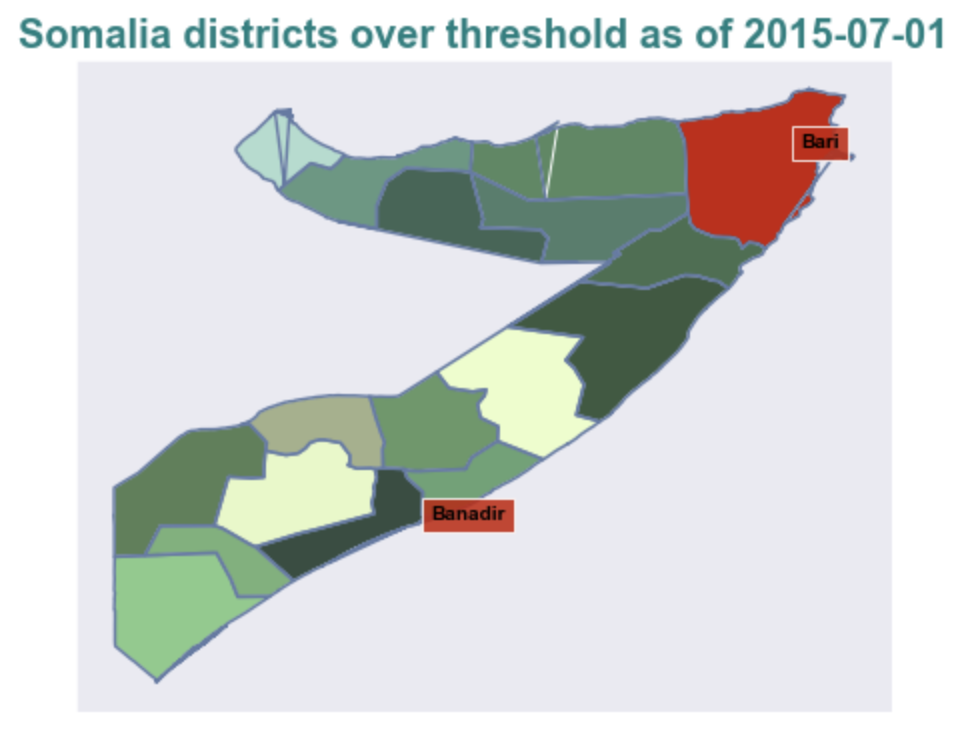 Somalia districts over threshold as of 2015-07-01
Bari
Banadir